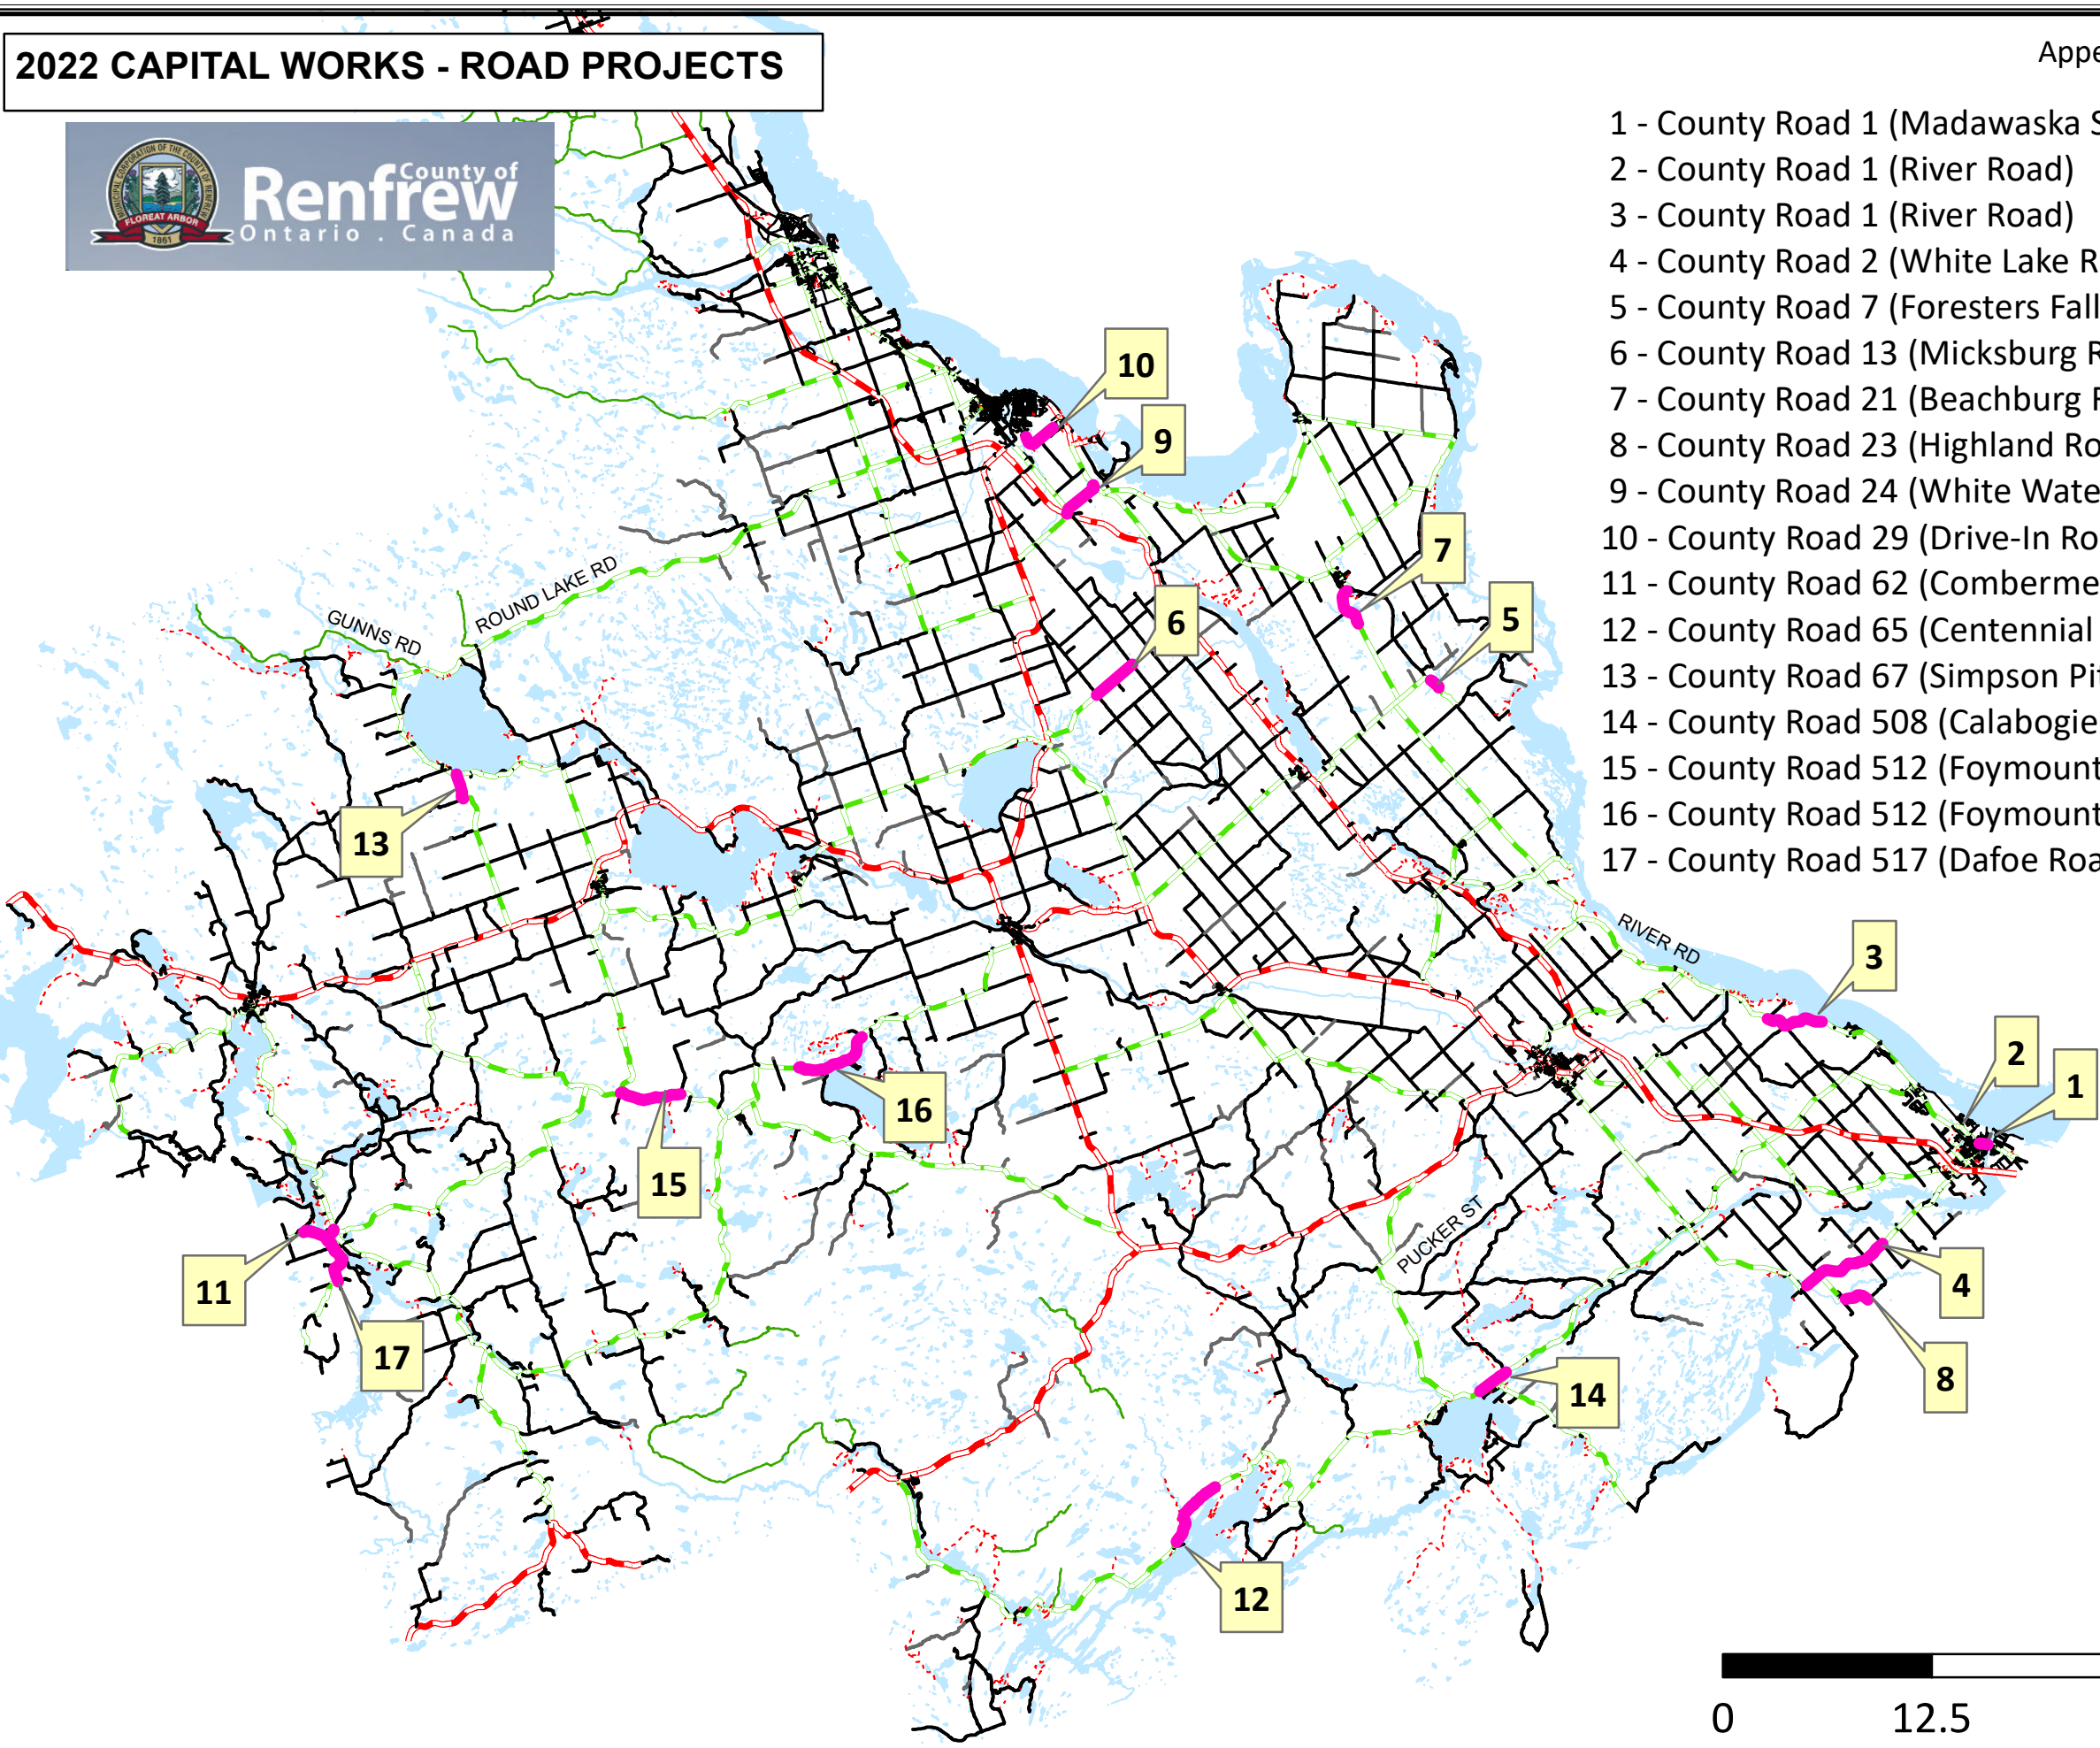 2022 CAPITAL WORKS - ROAD PROJECTS
Appe
MUNICIPAL CORPORATION OF THE COUNTY OF RENFREW
FLOREAT ARBOR
1861
County of
Renfrew
Ontario . Canada
1 - County Road 1 (Madawaska S
2 - County Road 1 (River Road)
3 - County Road 1 (River Road)
4 - County Road 2 (White Lake R
5 - County Road 7 (Foresters Fall
6 - County Road 13 (Micksburg R
7 - County Road 21 (Beachburg R
8 - County Road 23 (Highland Ro
9 - County Road 24 (White Wate
10 - County Road 29 (Drive-In Ro
11 - County Road 62 (Comberme
12 - County Road 65 (Centennial
13 - County Road 67 (Simpson Pi
14 - County Road 508 (Calabogie
15 - County Road 512 (Foymount
16 - County Road 512 (Foymount
17 - County Road 517 (Dafoe Roa
10
9
7
6
5
ROUND LAKE RD
GUNNS RD
13
RIVER RD
3
2
1
16
15
PUCKER ST
11
4
17
8
14
12
0 12.5